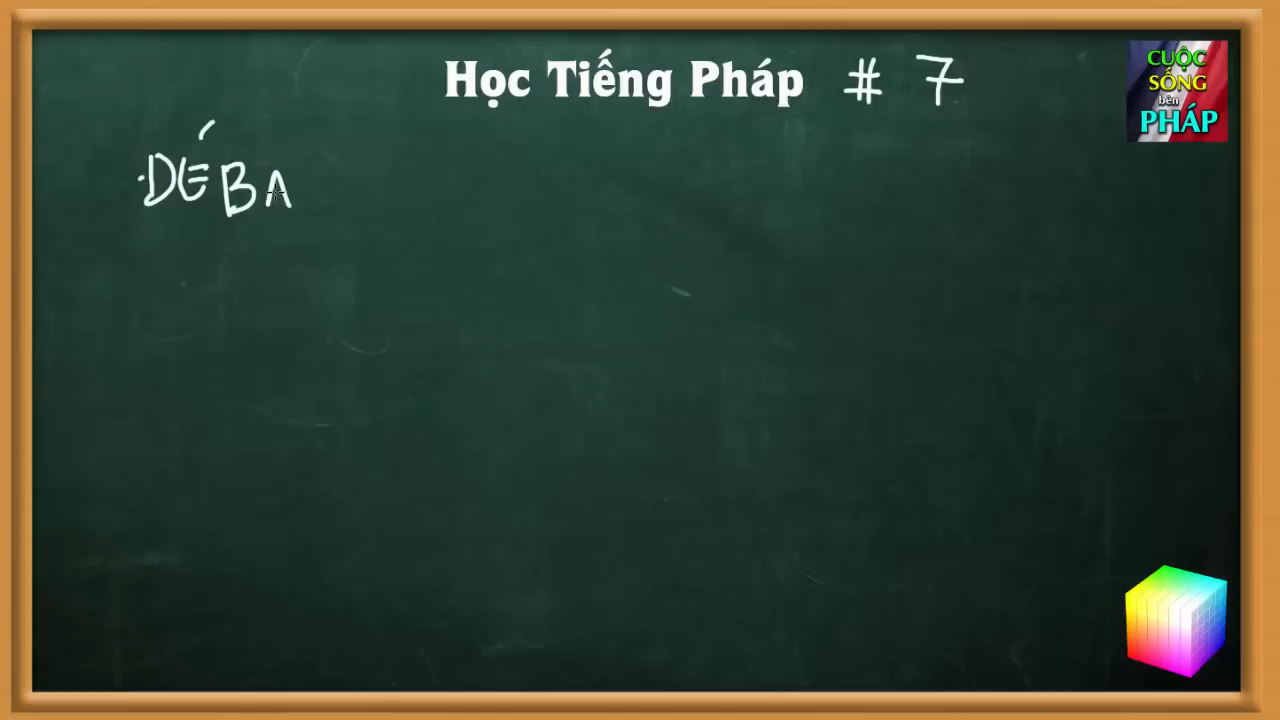 Học Tiếng Pháp # 7
CUỘC
SỐNG
bên
PHÁP
DÉBA